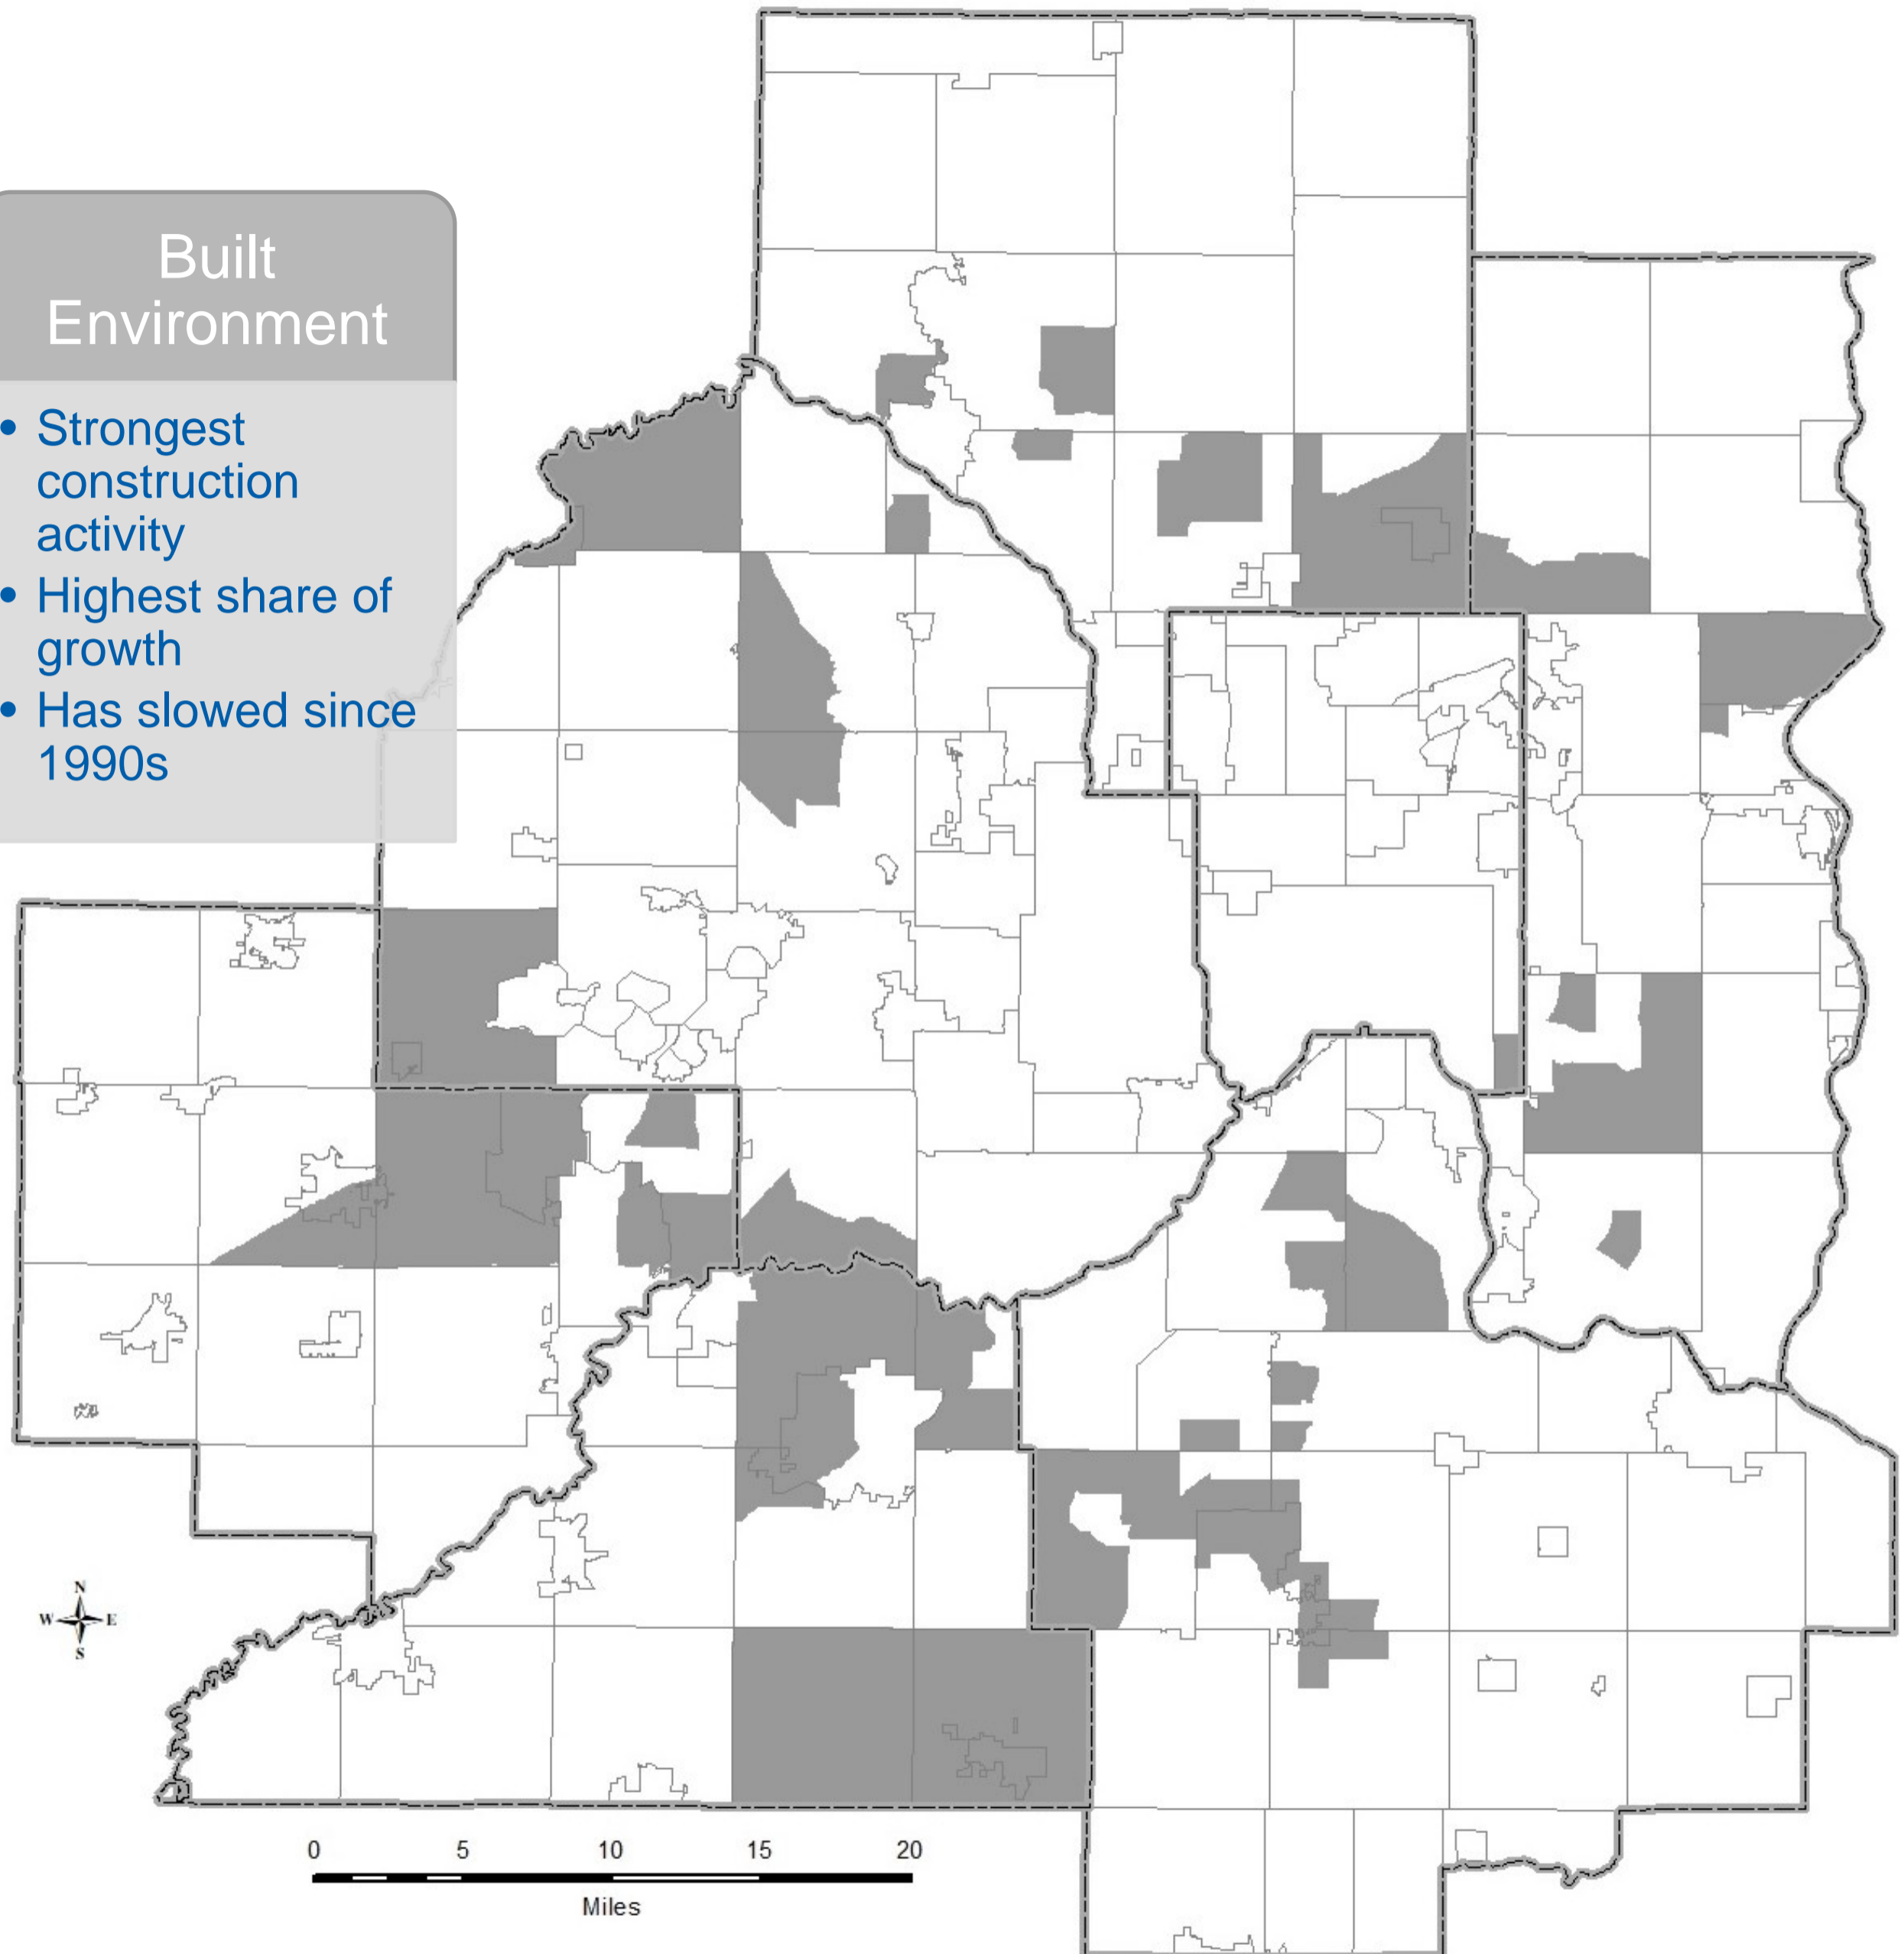 Built
Environment
• Strongest
construction
activity
• Highest share of
growth
• Has slowed since
1990s
N
W E
S
0 5 10 15 20
Miles